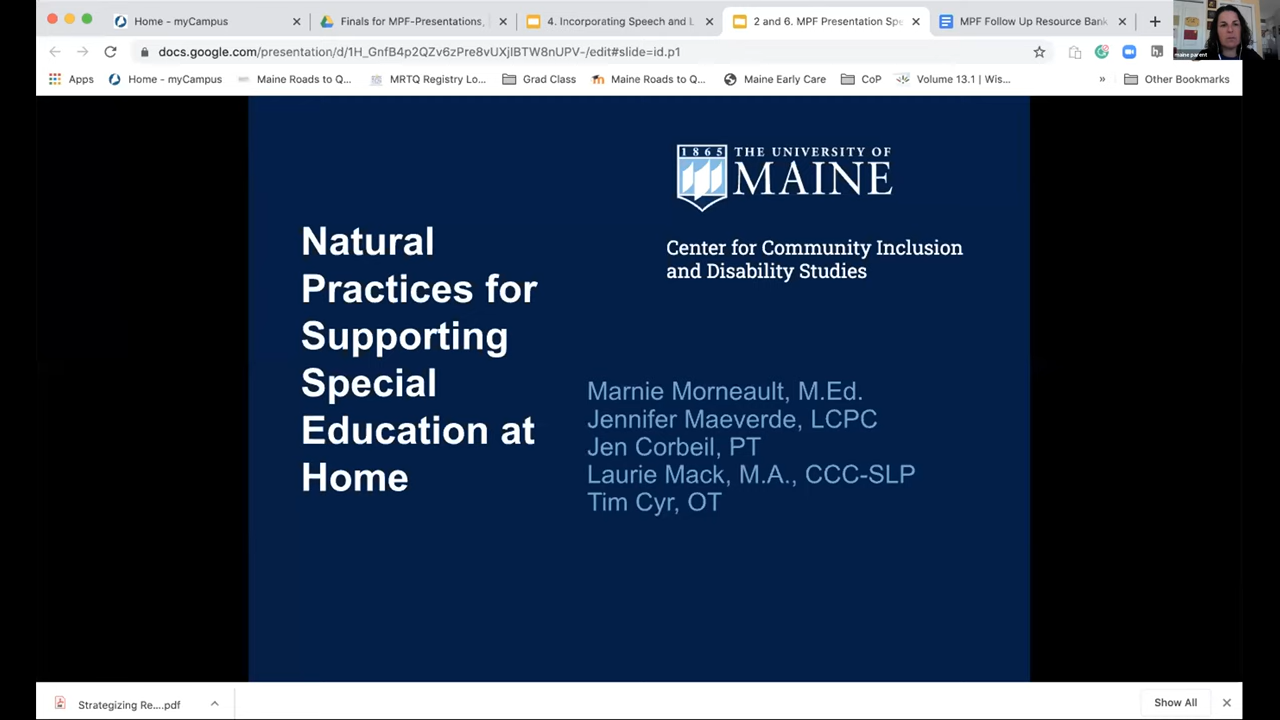 Home - myCampus
Finals for MPF-Presentations,
4. Incorporating Speech and L
2 and 6. MPF Presentation Spe
MPF Follow Up Resource Bank
maine parent
docs.google.com/presentation/d/1H_GnfB4p2QZv6zPre8vUXjIBTW8nUPV-/edit#slide=id.p1
Apps
Home - myCampus
Maine Roads to Q...
MRTQ Registry Lo...
Grad Class
Maine Roads to Q...
Maine Early Care
CoP
Volume 13.1 | Wis...
»
Other Bookmarks
1865
THE UNIVERSITY OF
MAINE
Center for Community Inclusion
and Disability Studies
Natural
Practices for
Supporting
Special
Education at
Home
Marnie Morneault, M.Ed.
Jennifer Maeverde, LCPC
Jen Corbeil, PT
Laurie Mack, M.A., CCC-SLP
Tim Cyr, OT
Strategizing Re....pdf
Show All